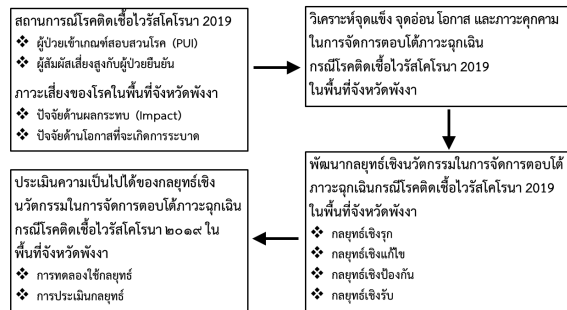 สถานการณ์โรคติดเชื้อไวรัสโคโรนา 2019
❖ ผู้ป่วยเข้าเกณฑ์สอบสวนโรค (PUI)
❖ ผู้สัมผัสเสี่ยงสูงกับผู้ป่วยยืนยัน
ภาวะเสี่ยงของโรคในพื้นที่จังหวัดพังงา
❖ ปัจจัยด้านผลกระทบ (Impact)
❖ ปัจจัยด้านโอกาสที่จะเกิดการระบาด
วิเคราะห์จุดแข็ง จุดอ่อน โอกาส และภาวะคุกคาม
ในการจัดการตอบโต้ภาวะฉุกเฉิน
กรณีโรคติดเชื้อไวรัสโคโรนา 2019
ในพื้นที่จังหวัดพังงา
พัฒนากลยุทธ์เชิงนวัตกรรมในการจัดการตอบโต้
ภาวะฉุกเฉินกรณีโรคติดเชื้อไวรัสโคโรนา 2019
ในพื้นที่จังหวัดพังงา
❖ กลยุทธ์เชิงรุก
❖ กลยุทธ์เชิงแก้ไข
❖ กลยุทธ์เชิงป้องกัน
❖ กลยุทธ์เชิงรับ
ประเมินความเป็นไปได้ของกลยุทธ์เชิง
นวัตกรรมในการจัดการตอบโต้ภาวะฉุกเฉิน
กรณีโรคติดเชื้อไวรัสโคโรนา ๒๐๑๙ ใน
พื้นที่จังหวัดพังงา
❖ การทดลองใช้กลยุทธ์
❖ การประเมินกลยุทธ์